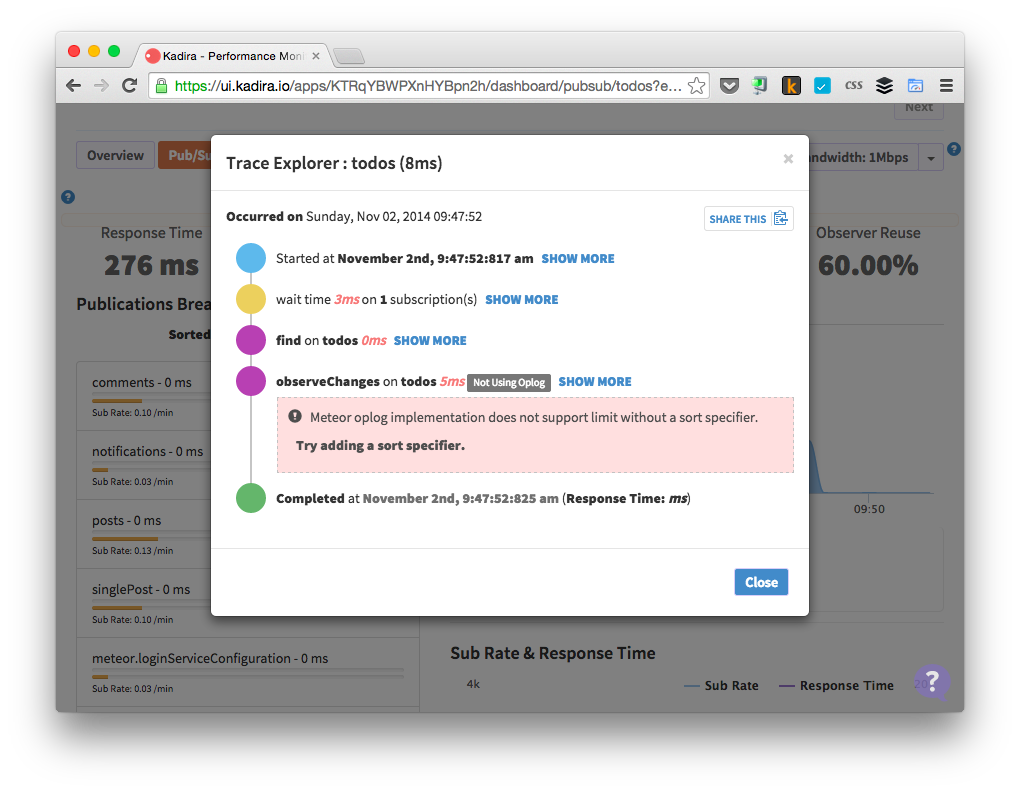 Kadira - Performance Moni
https://ui.kadira.io/apps/KTRqYBWPXnHYBpn2h/dashboard/pubsub/todos?e...
css
Next
Overview
Pub/Su
ndwidth: 1Mbps
Trace Explorer : todos (8ms)
Occurred on Sunday, Nov 02, 2014 09:47:52
SHARE THIS
Started at November 2nd, 9:47:52:817 am SHOW MORE
wait time 3ms on 1 subscription(s) SHOW MORE
find on todos 0ms SHOW MORE
observeChanges on todos 5ms Not Using Oplog SHOW MORE
Meteor oplog implementation does not support limit without a sort specifier.
Try adding a sort specifier.
Completed at November 2nd, 9:47:52:825 am (Response Time: ms)
Close
Response Time
276 ms
Observer Reuse
60.00%
Publications Brea
Sorted
comments - 0 ms
Sub Rate: 0.10 /min
notifications - 0 ms
Sub Rate: 0.03 /min
posts - 0 ms
Sub Rate: 0.13 /min
singlePost - 0 ms
Sub Rate: 0.10 /min
meteor.loginServiceConfiguration - 0 ms
Sub Rate: 0.03 /min
09:50
Sub Rate & Response Time
4k
Sub Rate
Response Time